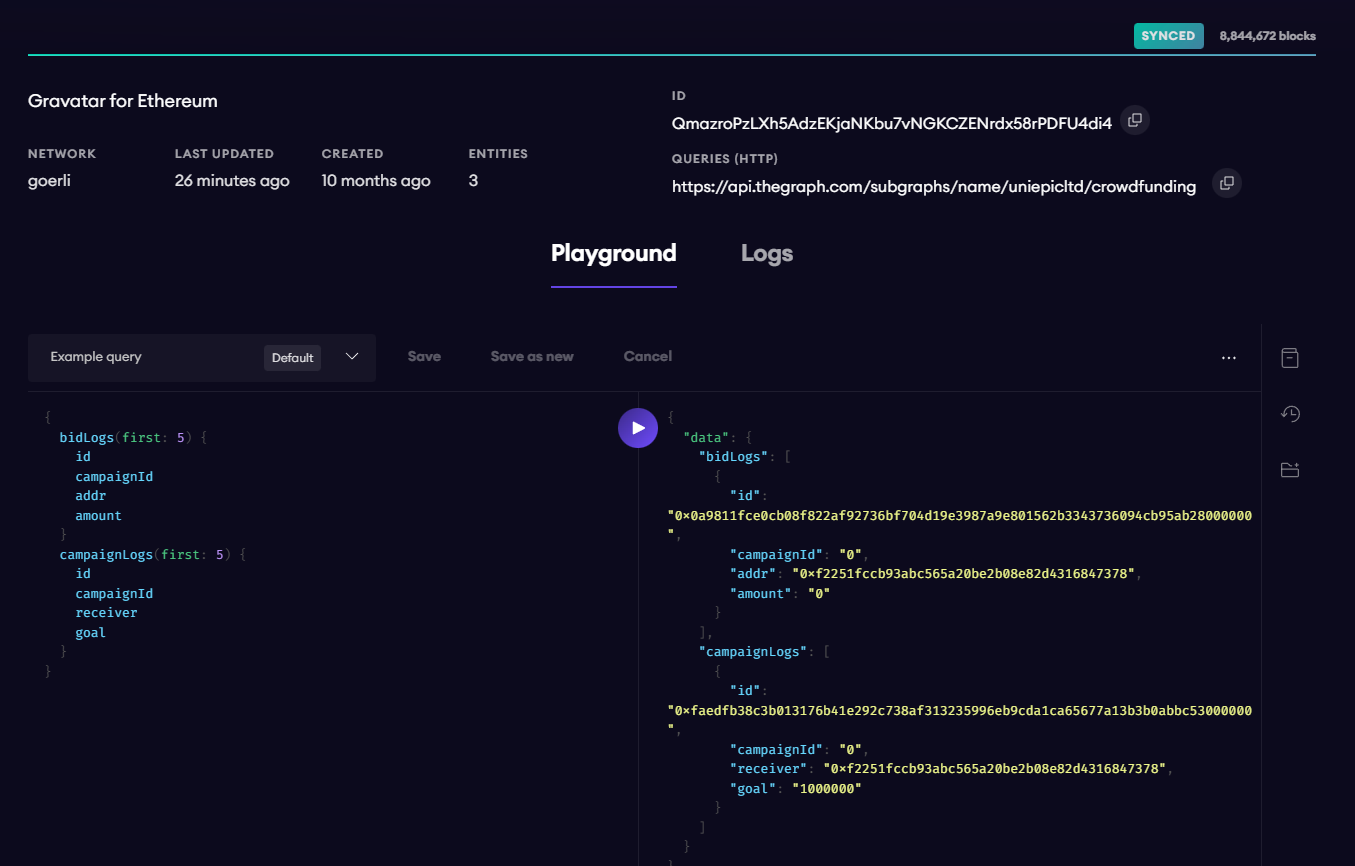 SYNCED 8,844,672 blocks
Gravatar for Ethereum
ID
QmazroPzLXh5AdzEKjaNKbu7vNGKCZENrdx58rPDFU4di4
NETWORK LAST UPDATED CREATED ENTITIES
goerli 26 minutes ago 10 months ago 3
QUERIES (HTTP)
https://api.thegraph.com/subgraphs/name/uniepicltd/crowdfunding
Playground Logs
Example query Default Save Save as new Cancel ...
{
bidLogs(first: 5) {
id
campaignId
addr
amount
}
campaignLogs(first: 5) {
id
campaignId
receiver
goal
}
}
{
"data": {
"bidLogs": [
{
"id":
"0x0a9811fce0cb08f822af92736bf704d19e3987a9e801562b3343736094cb95ab28000000
",
"campaignId": "0",
"addr": "0xf2251fccb93abc565a20be2b08e82d4316847378",
"amount": "0"
}
],
"campaignLogs": [
{
"id":
"0xfaedfb38c3b013176b41e292c738af313235996eb9cda1ca65677a13b3b0abbc53000000
",
"campaignId": "0",
"receiver": "0xf2251fccb93abc565a20be2b08e82d4316847378",
"goal": "1000000"
}
]
}
}